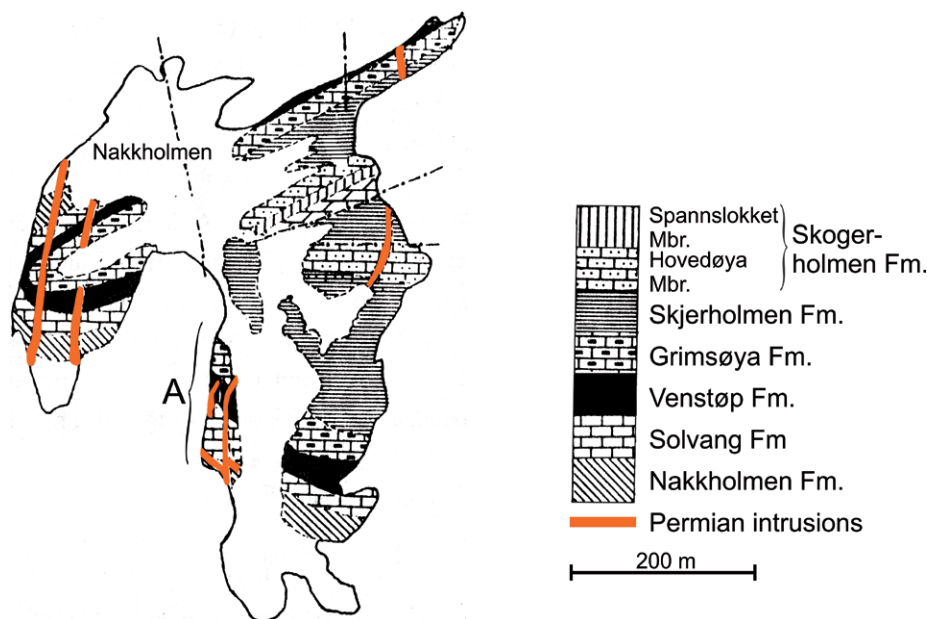 Nakkholmen
A
Spannslokket
Mbr.
Hovedøya
Mbr.
Skoger-
holmen Fm.
Skjerholmen Fm.
Grimsøya Fm.
Venstøp Fm.
Solvang Fm
Nakkholmen Fm.
Permian intrusions
200 m